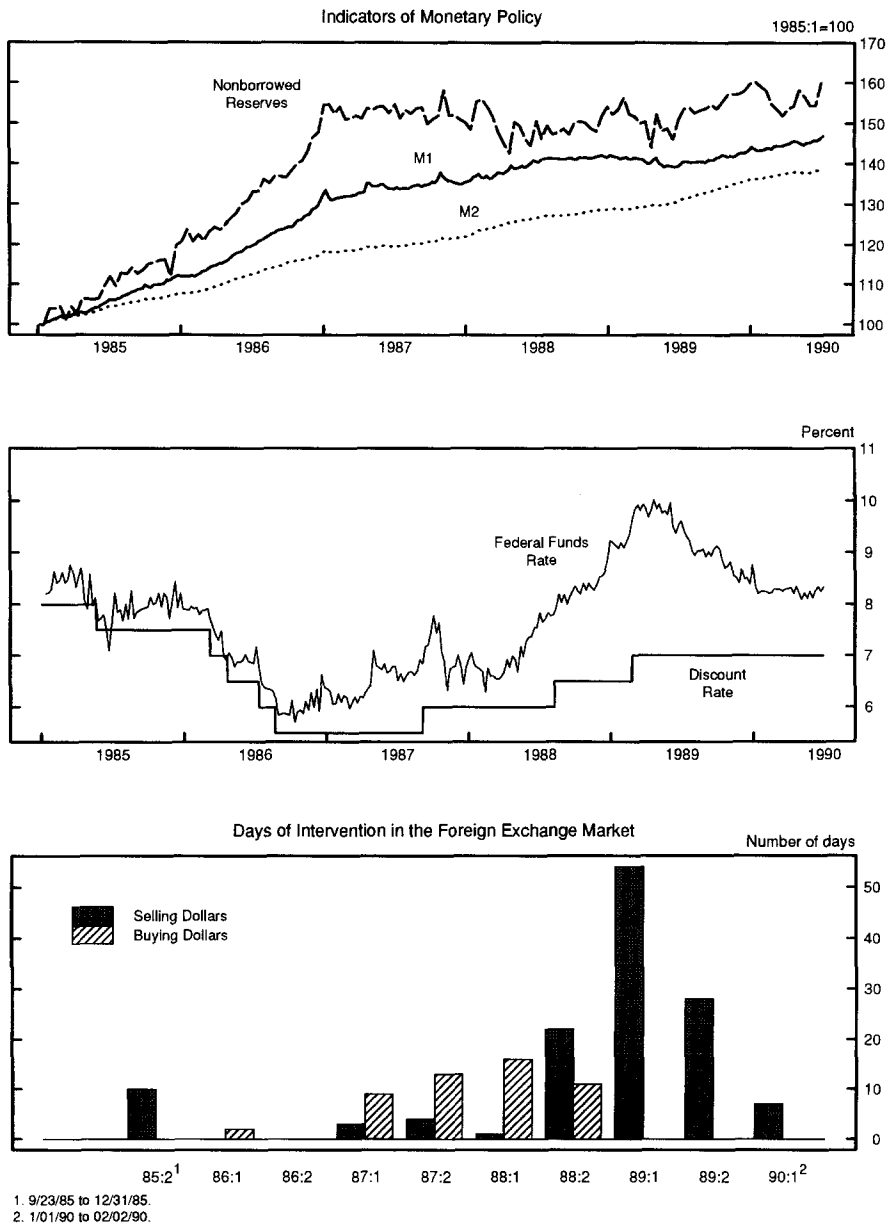 Indicators of Monetary Policy
1985:1=100
170
160
150
140
130
120
110
100
Nonborrowed
Reserves
M1
M2
1985 1986 1987 1988 1989 1990
Percent
11
10
9
8
7
6
Federal Funds
Rate
Discount
Rate
1985 1986 1987 1988 1989 1990
Days of Intervention in the Foreign Exchange Market
Number of days
50
40
30
20
10
0
Selling Dollars
Buying Dollars
85:2¹ 86:1 86:2 87:1 87:2 88:1 88:2 89:1 89:2 90:1²
1. 9/23/85 to 12/31/85.
2. 1/01/90 to 02/02/90.